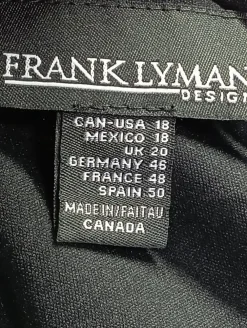 FRANK LYMAN
DESIGN
CAN-USA 18
MEXICO 18
UK 20
GERMANY 46
FRANCE 48
SPAIN 50
MADE IN/FAIT AU
CANADA